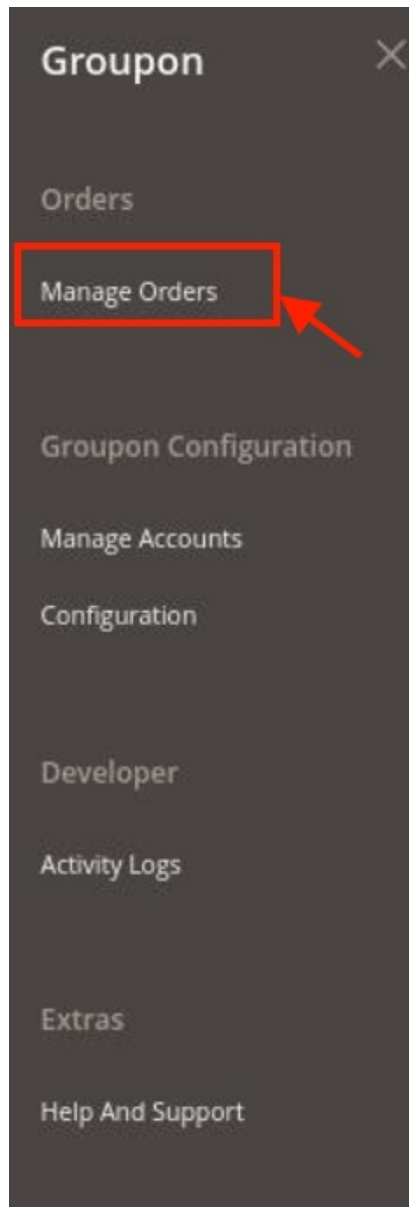 Groupon
Orders
Manage Orders
Groupon Configuration
Manage Accounts
Configuration
Developer
Activity Logs
Extras
Help And Support